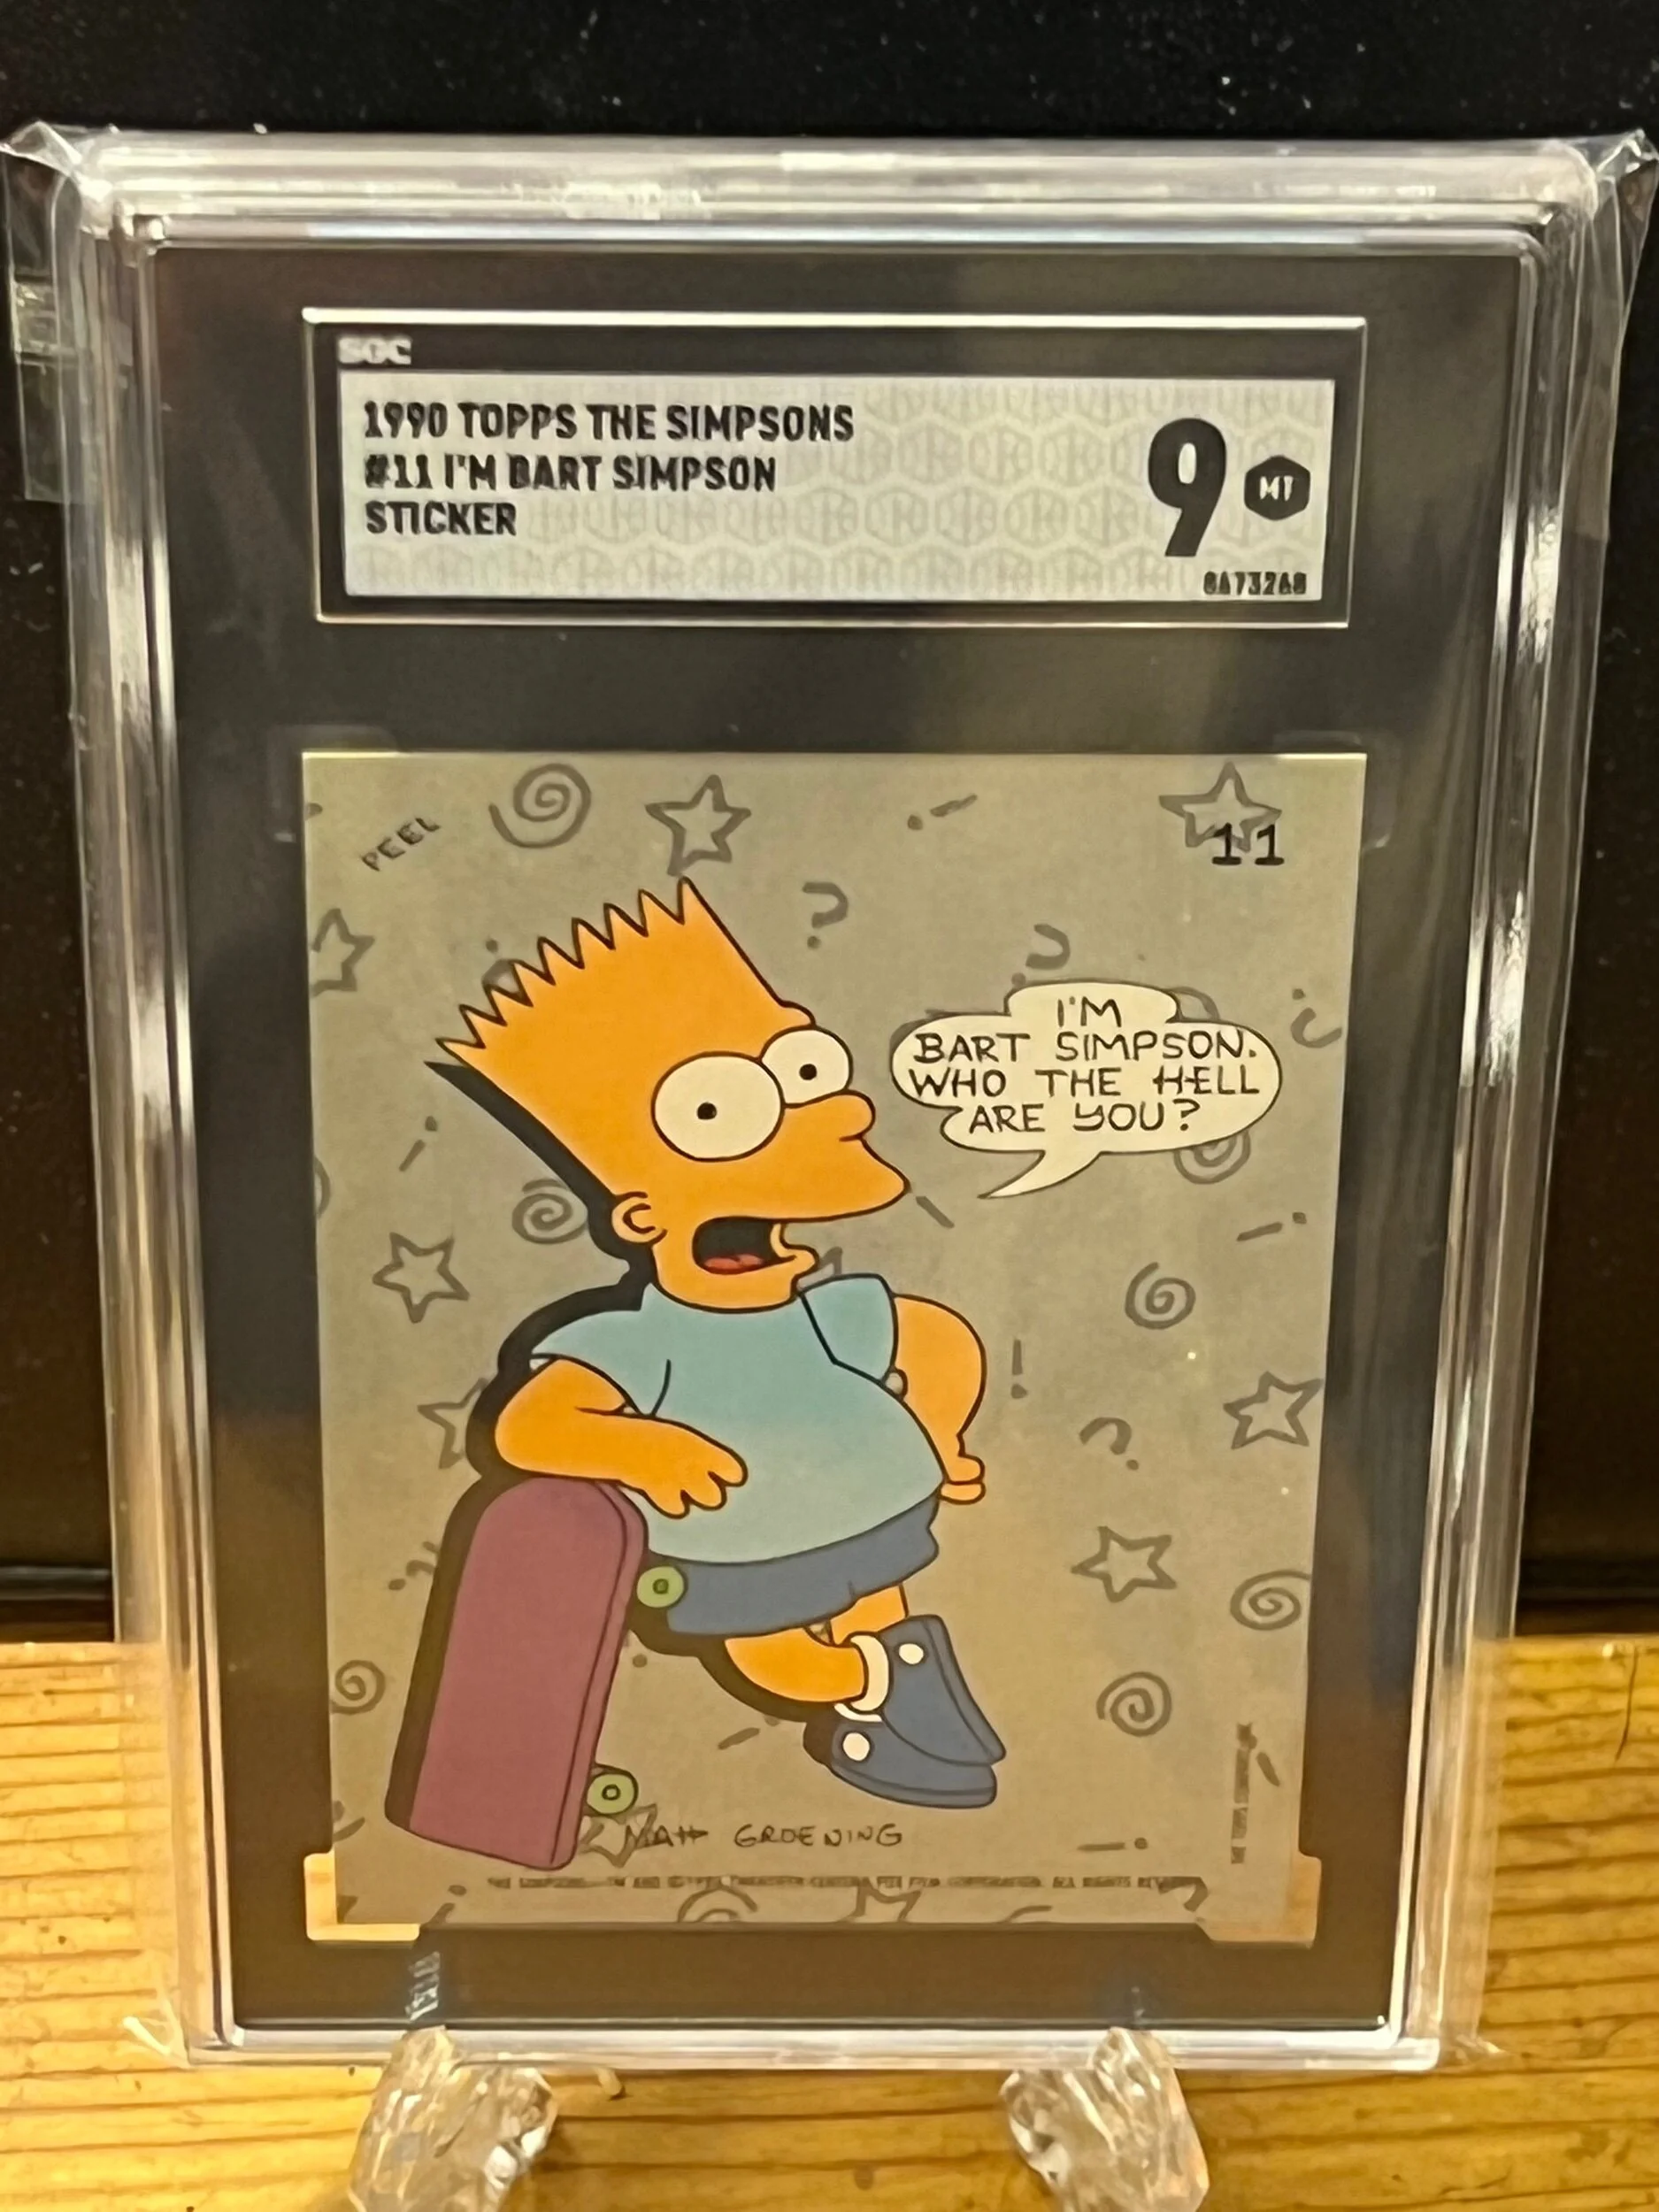 SGC
1990 TOPPS THE SIMPSONS
#11 I'M BART SIMPSON
STICKER
9
MT
PEEL
11
I'M
BART SIMPSON.
WHO THE HELL
ARE YOU?
MATT GROENING